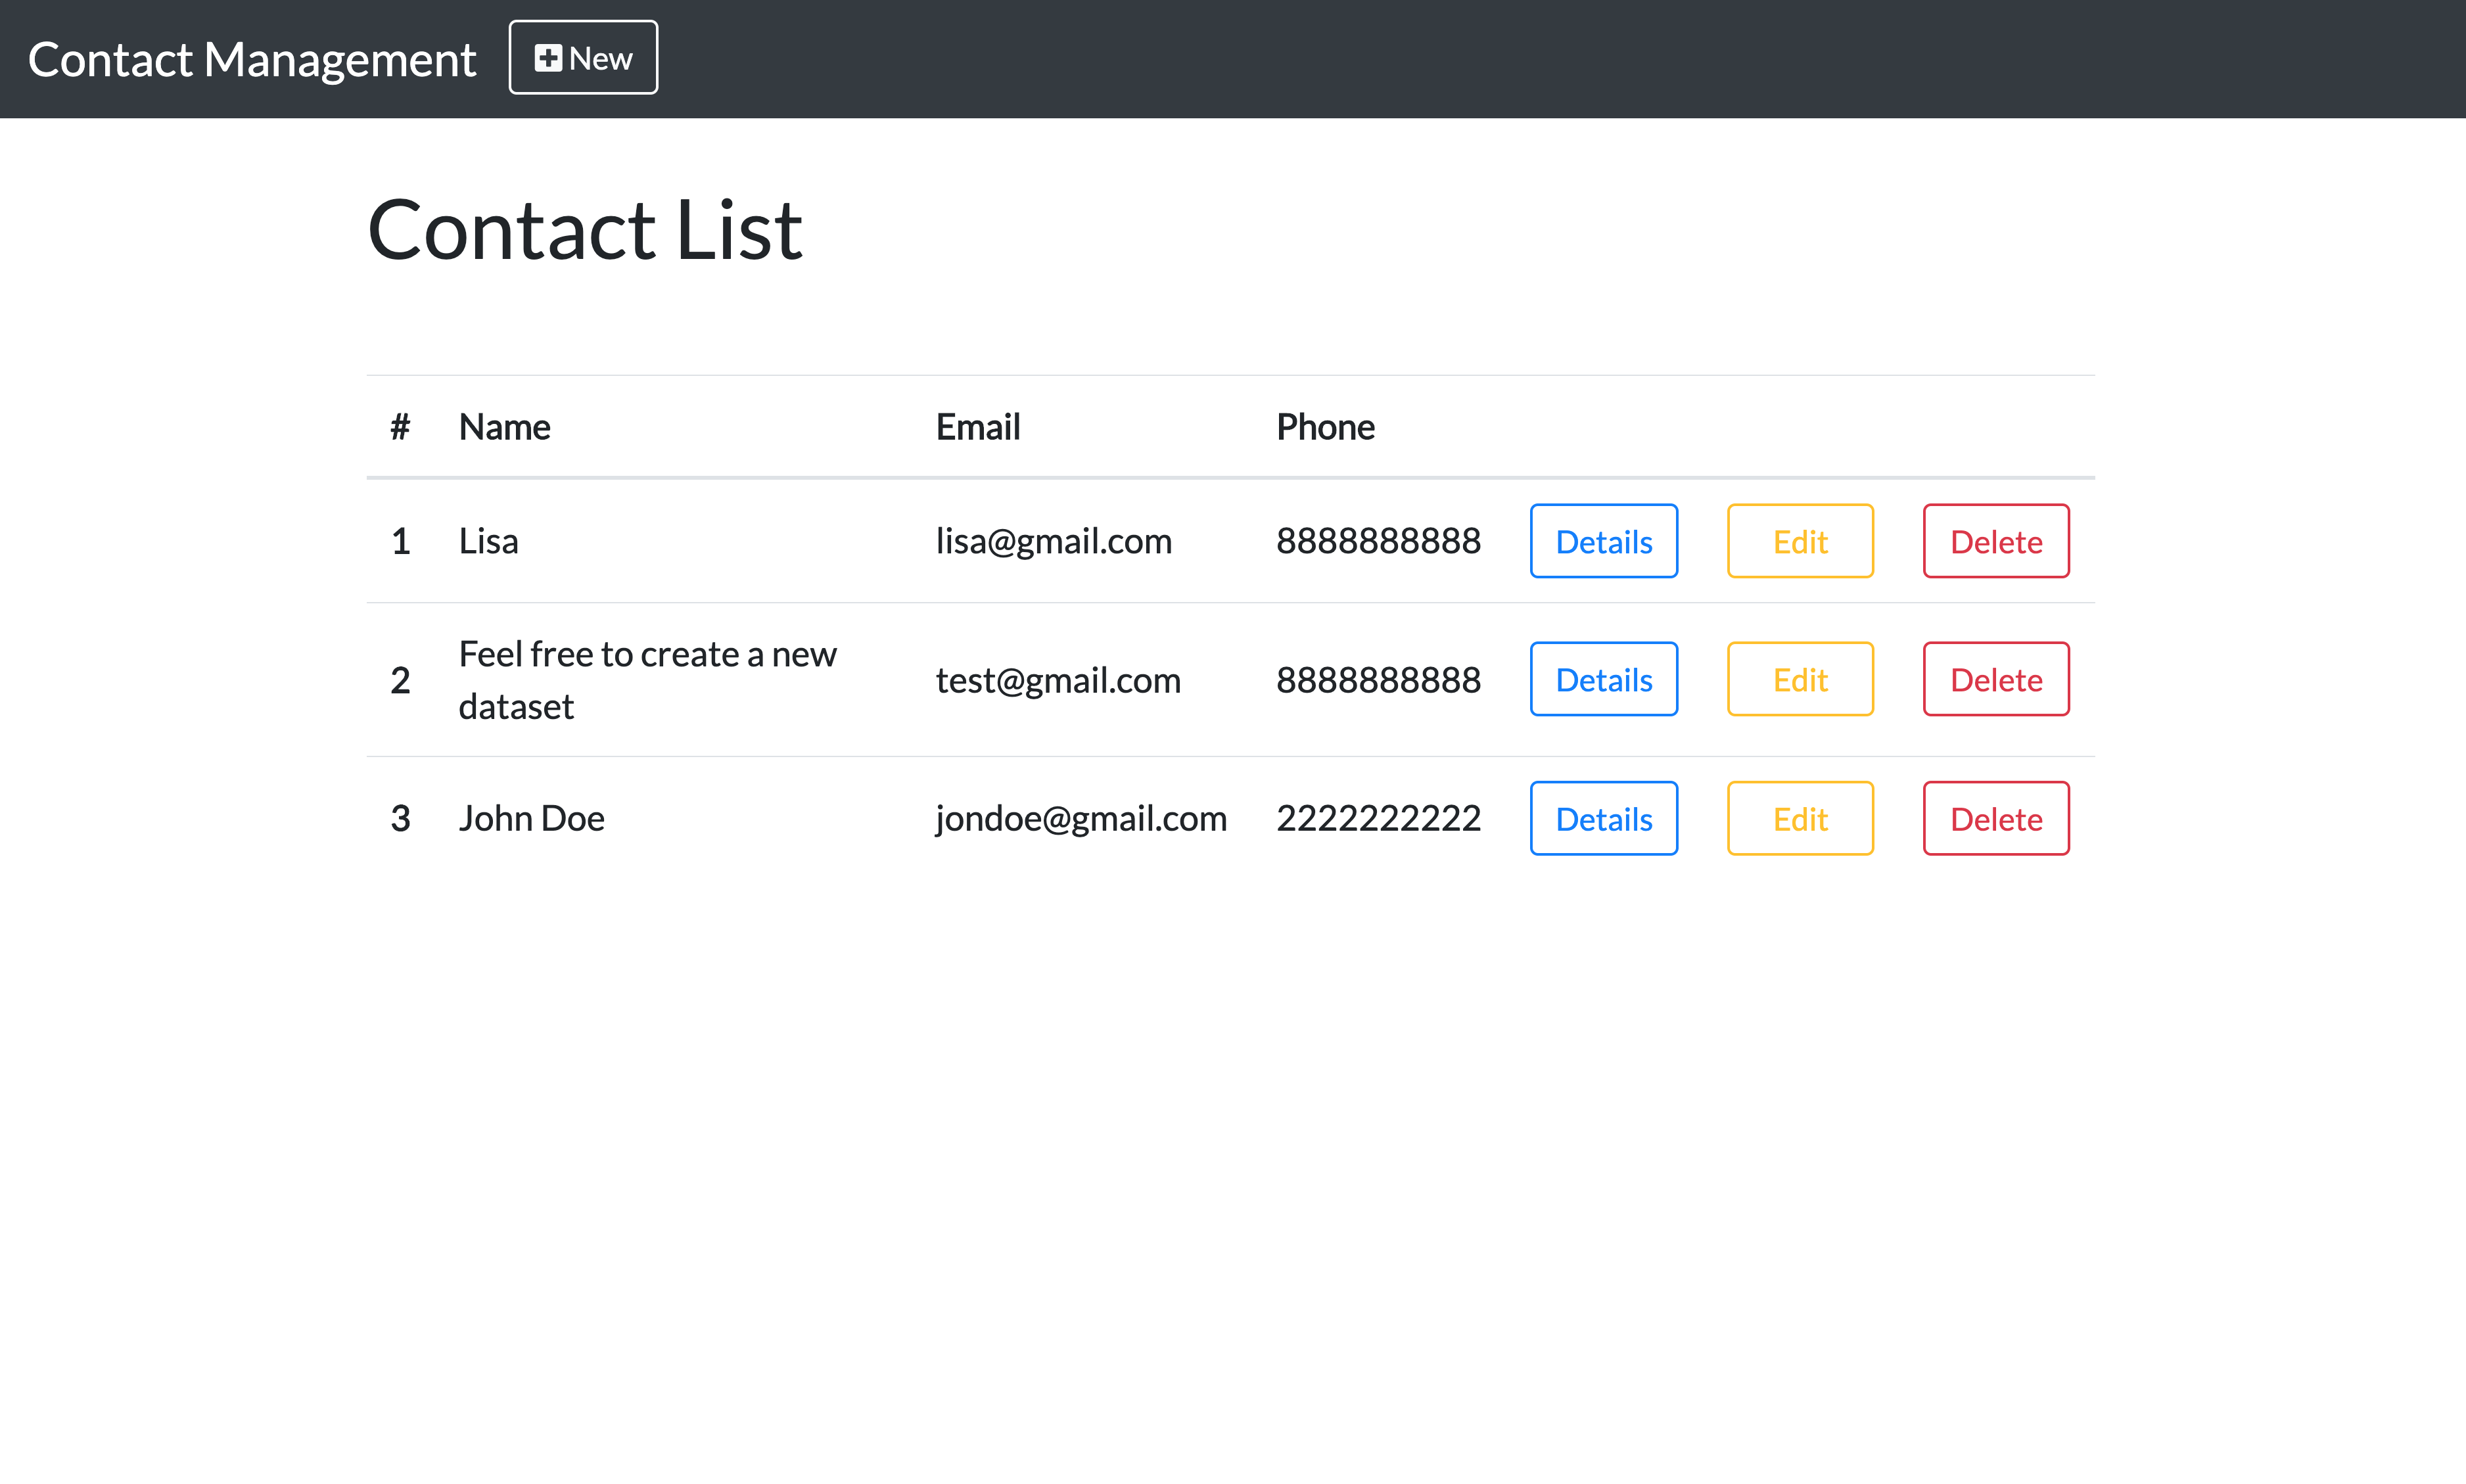 Contact Management New
Contact List
# Name Email Phone
1 Lisa lisa@gmail.com 8888888888 Details Edit Delete
Feel free to create a new
2 test@gmail.com 8888888888 Details Edit Delete
dataset
3 John Doe jondoe@gmail.com 2222222222 Details Edit Delete